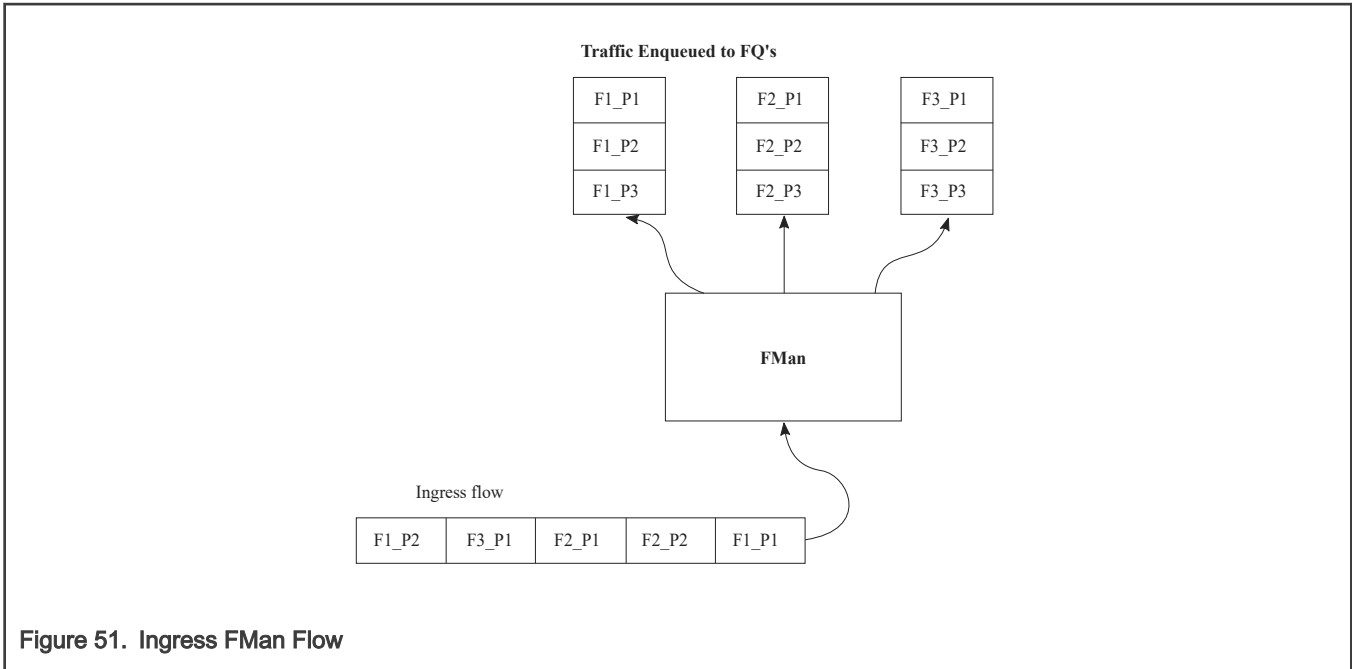 Traffic Enqueued to FQ's
F1_P1
F2_P1
F3_P1
F1_P2
F2_P2
F3_P2
F1_P3
F2_P3
F3_P3
FMan
Ingress flow
F1_P2
F3_P1
F2_P1
F2_P2
F1_P1
Figure 51. Ingress FMan Flow